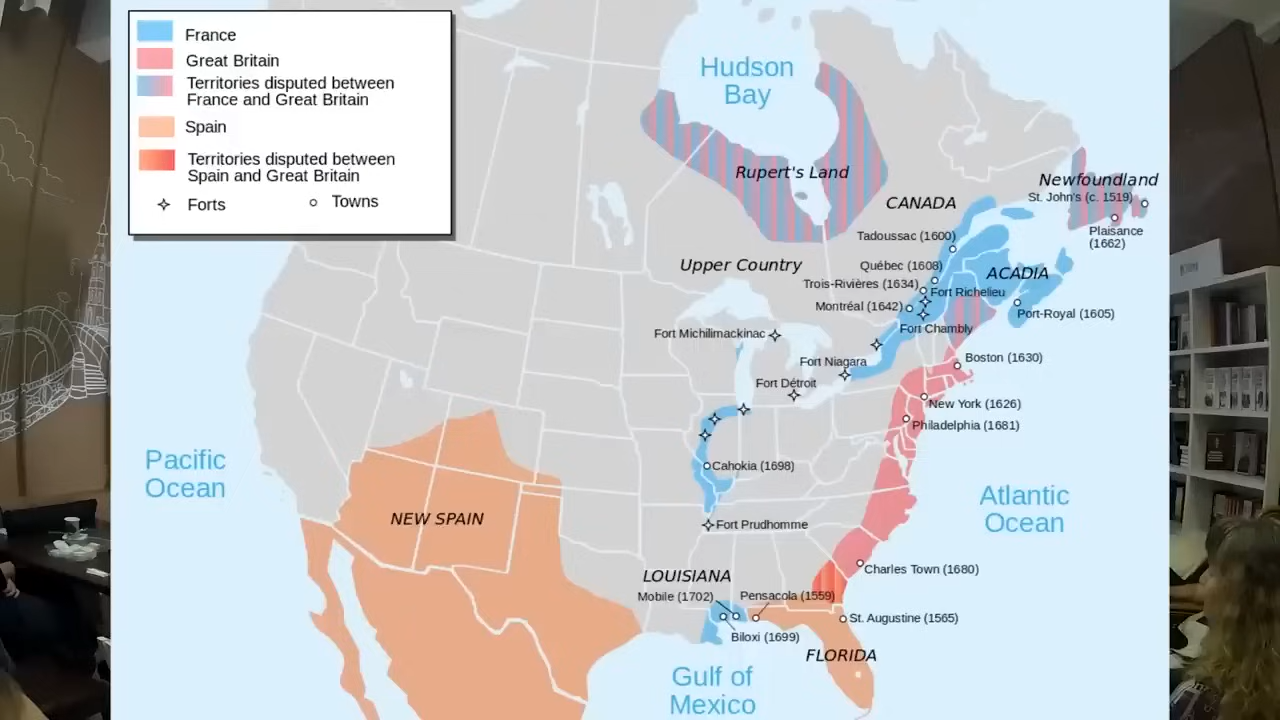 France
Great Britain
Territories disputed between
France and Great Britain
Spain
Territories disputed between
Spain and Great Britain
Forts
Towns
Hudson
Bay
Rupert's Land
Newfoundland
St. John's (c. 1519)
CANADA
Plaisance
(1662)
Tadoussac (1600)
Upper Country
Québec (1608)
ACADIA
Trois-Rivières (1634)
Fort Richelieu
Montréal (1642)
Port-Royal (1605)
Fort Chambly
Fort Michilimackinac
Boston (1630)
Fort Niagara
Fort Détroit
New York (1626)
Philadelphia (1681)
Pacific
Ocean
Cahokia (1698)
Atlantic
Ocean
NEW SPAIN
Fort Prudhomme
Charles Town (1680)
LOUISIANA
Mobile (1702)
Pensacola (1559)
St. Augustine (1565)
Biloxi (1699)
FLORIDA
Gulf of
Mexico